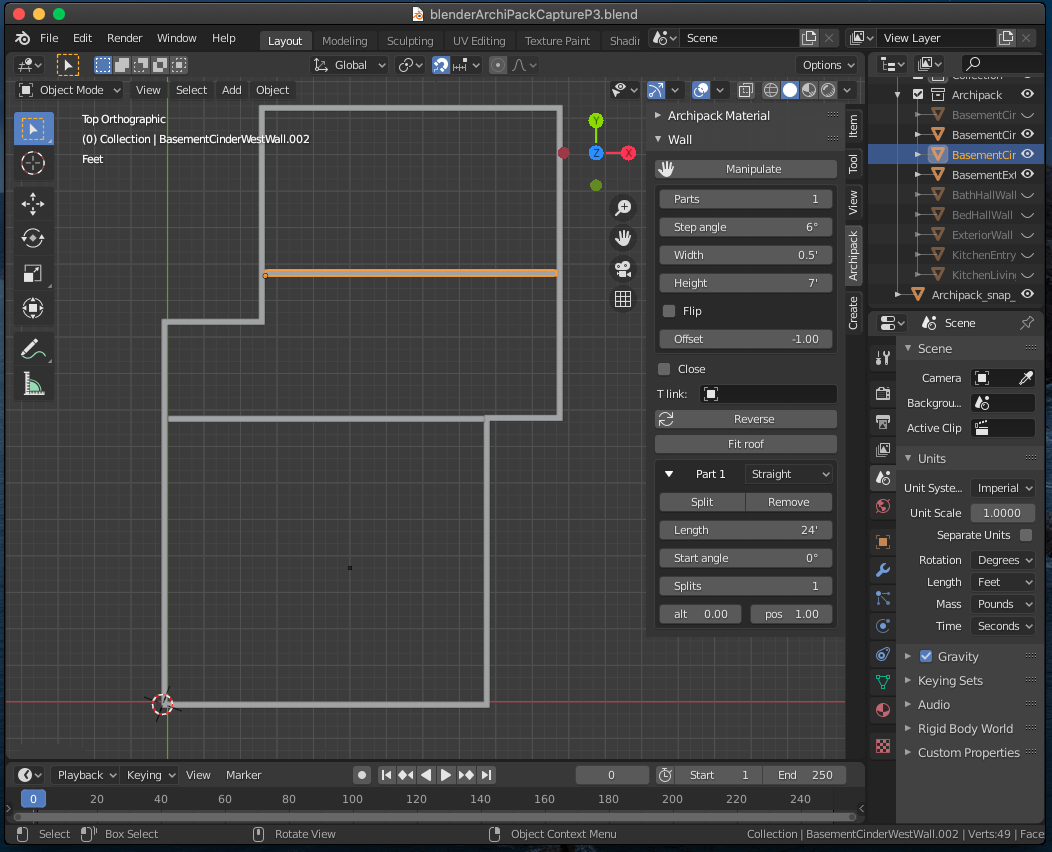 blenderArchiPackCaptureP3.blend
File Edit Render Window Help Layout Modeling Sculpting UV Editing Texture Paint Shadi Scene View Layer
Global Options
Object Mode View Select Add Object
Top Orthographic
(0) Collection | BasementCinderWestWall.002
Feet
Y
Z
X
Archipack Material
Wall
Manipulate
Parts 1
Step angle 6°
Width 0.5'
Height 7'
Flip
Offset -1.00
Close
T link:
Reverse
Fit roof
Part 1 Straight
Split Remove
Length 24'
Start angle 0°
Splits 1
alt 0.00 pos 1.00
Item
Tool
View
Archipack
Create
Collection
Archipack
BasementCir
BasementCir
BasementCir
BasementExt
BathHallWall
BedHallWall
ExteriorWall
KitchenEntry
KitchenLivin
Archipack_snap_
Scene
Scene
Camera
Backgrou...
Active Clip
Units
Unit Syste... Imperial
Unit Scale 1.0000
Separate Units
Rotation Degrees
Length Feet
Mass Pounds
Time Seconds
Gravity
Keying Sets
Audio
Rigid Body World
Custom Properties
Playback Keying View Marker 0 Start 1 End 250
0 20 40 60 80 100 120 140 160 180 200 220 240
Select Box Select Rotate View Object Context Menu Collection | BasementCinderWestWall.002 | Verts:49 | Face